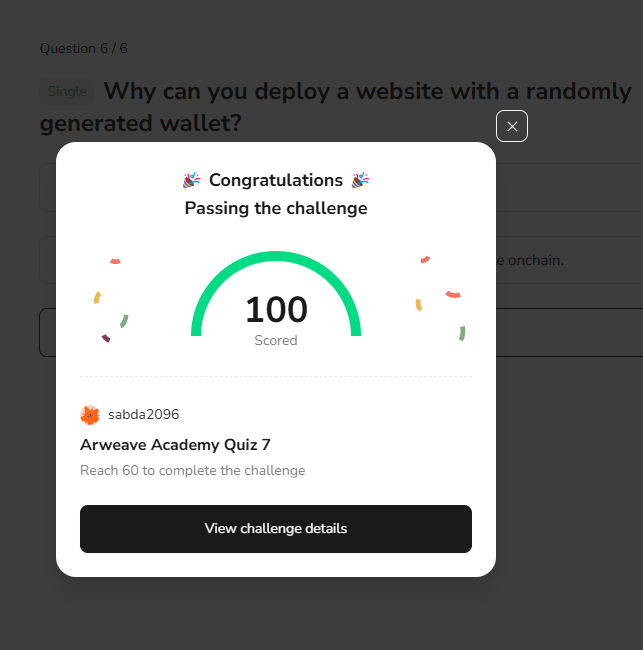 Question 6 / 6
Single Why can you deploy a website with a randomly
generated wallet?
Congratulations
Passing the challenge
e onchain.
100
Scored
sabda2096
Arweave Academy Quiz 7
Reach 60 to complete the challenge
View challenge details